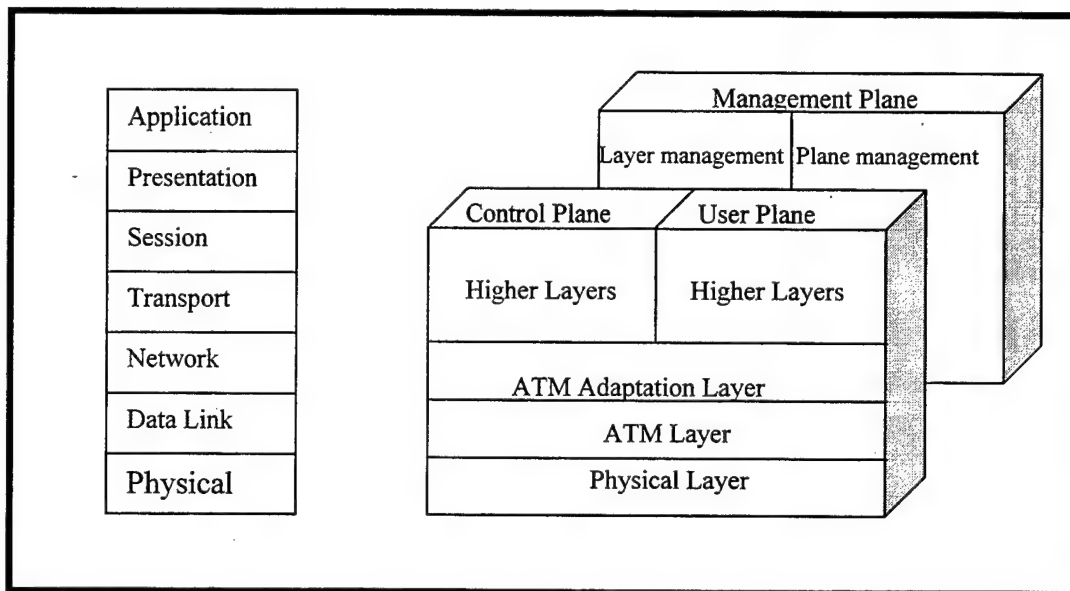 Application
Presentation
Session
Transport
Network
Data Link
Physical
Management Plane
Layer management
Plane management
Control Plane
User Plane
Higher Layers
Higher Layers
ATM Adaptation Layer
ATM Layer
Physical Layer